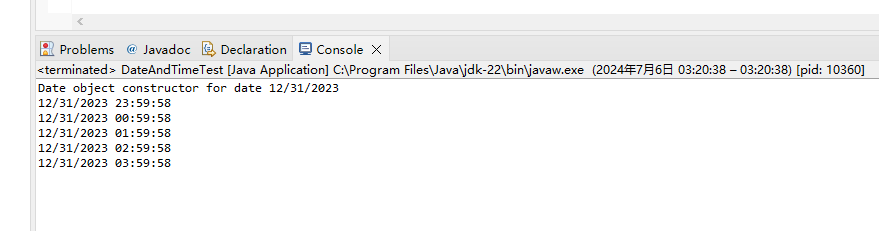 Problems @ Javadoc Declaration Console
<terminated> DateAndTimeTest [Java Application] C:\Program Files\Java\jdk-22\bin\javaw.exe (2024年7月6日 03:20:38 – 03:20:38) [pid: 10360]
Date object constructor for date 12/31/2023
12/31/2023 23:59:58
12/31/2023 00:59:58
12/31/2023 01:59:58
12/31/2023 02:59:58
12/31/2023 03:59:58